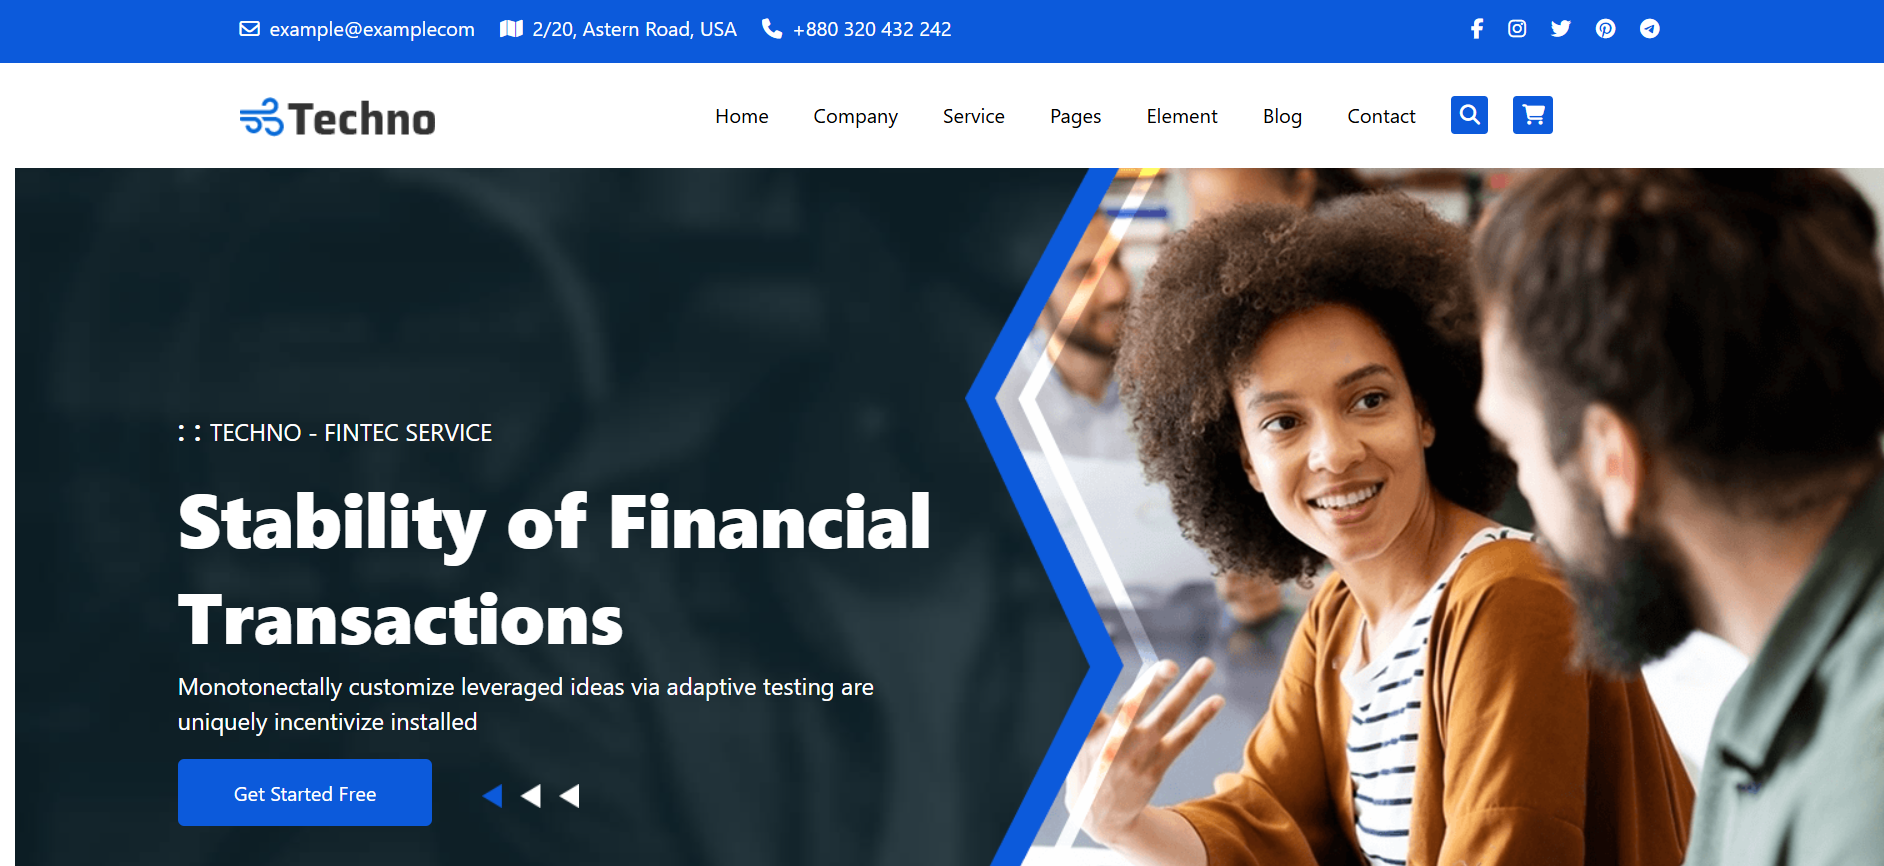 example@examplecom 2/20, Astern Road, USA +880 320 432 242
Techno Home Company Service Pages Element Blog Contact
: : TECHNO - FINTEC SERVICE
Stability of Financial
Transactions
Monotonectally customize leveraged ideas via adaptive testing are
uniquely incentivize installed
Get Started Free